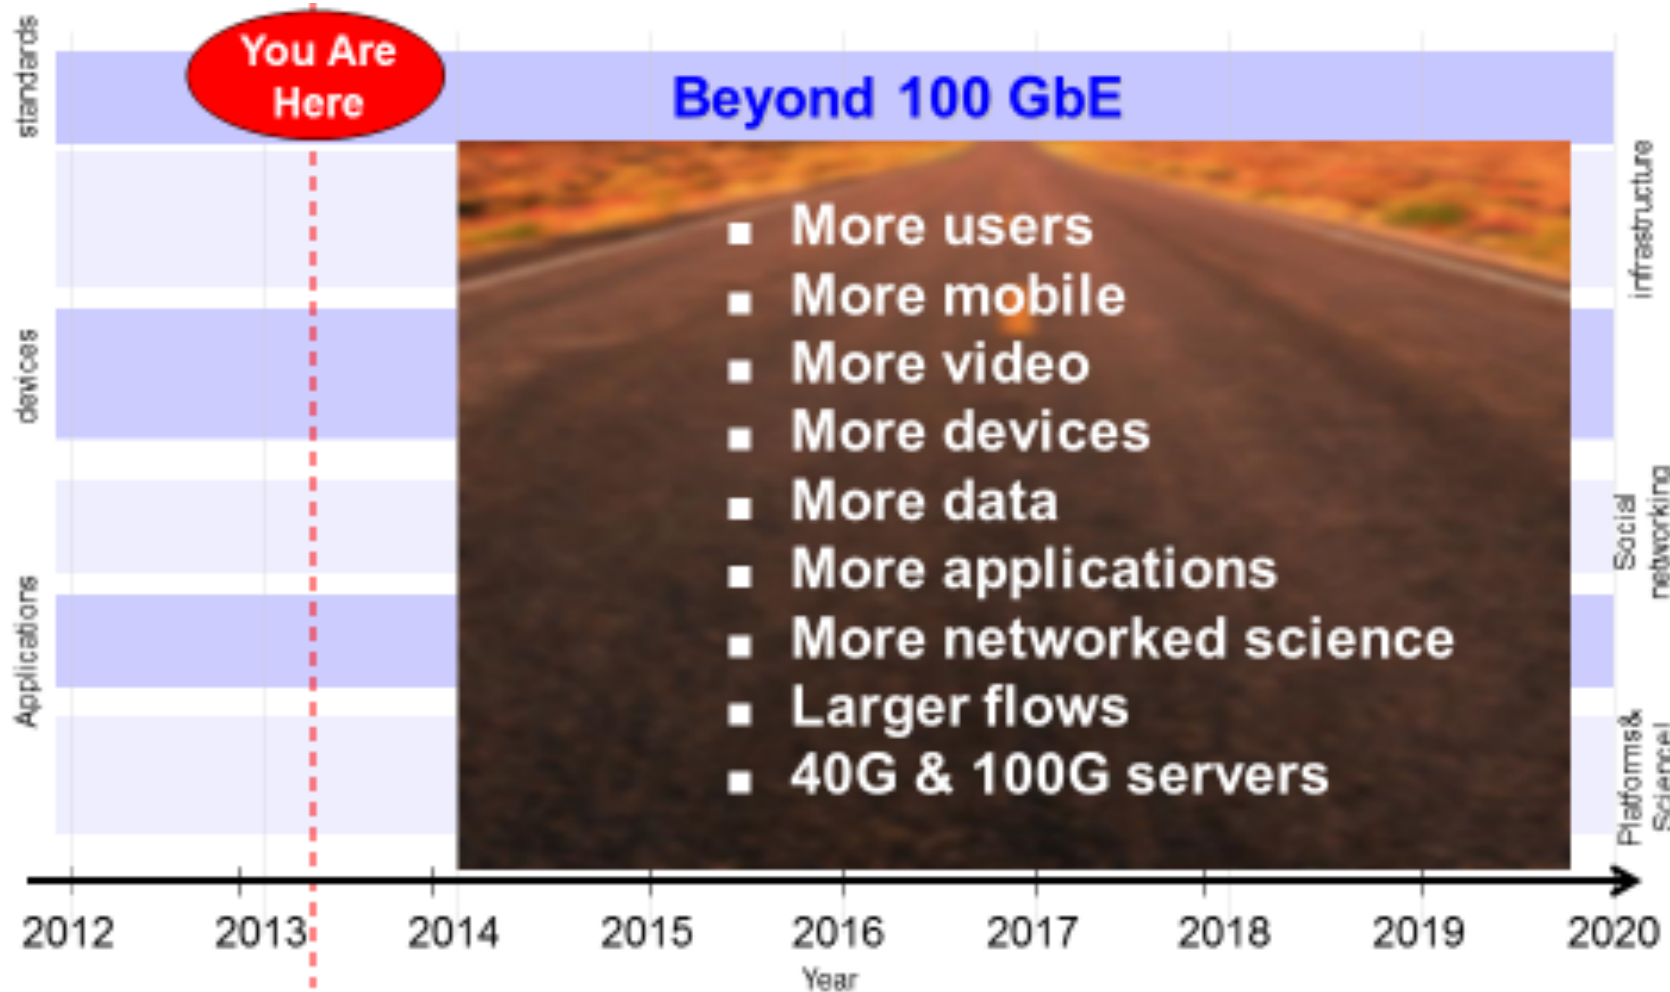 standards
You Are
Here
Beyond 100 GbE
infrastructure
▪ More users
▪ More mobile
▪ More video
devices
▪ More devices
▪ More data
Social
networking
▪ More applications
Applications
▪ More networked science
▪ Larger flows
Platforms&
▪ 40G & 100G servers
2012 2013 2014 2015 2016 2017 2018 2019 2020
Year